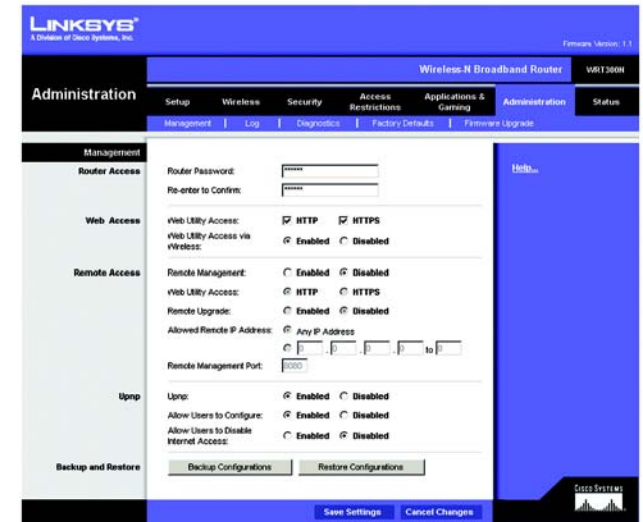 LINKSYS®
A Division of Cisco Systems, Inc.
Firmware Version: 1.1
Wireless-N Broadband Router WRT300N
Administration
Setup Wireless Security Access Restrictions Applications & Gaming Administration Status
Management | Log | Diagnostics | Factory Defaults | Firmware Upgrade
Management
Router Access
Router Password: ******
Re-enter to Confirm: ******
Help...
Web Access
Web Utility Access: HTTP HTTPS
Web Utility Access via Wireless: Enabled Disabled
Remote Access
Remote Management: Enabled Disabled
Web Utility Access: HTTP HTTPS
Remote Upgrade: Enabled Disabled
Allowed Remote IP Address: Any IP Address
0 . 0 . 0 . 0 to 0
Remote Management Port: 8080
Upnp
Upnp: Enabled Disabled
Allow Users to Configure: Enabled Disabled
Allow Users to Disable Internet Access: Enabled Disabled
Backup and Restore
Backup Configurations Restore Configurations
CISCO SYSTEMS
Save Settings Cancel Changes